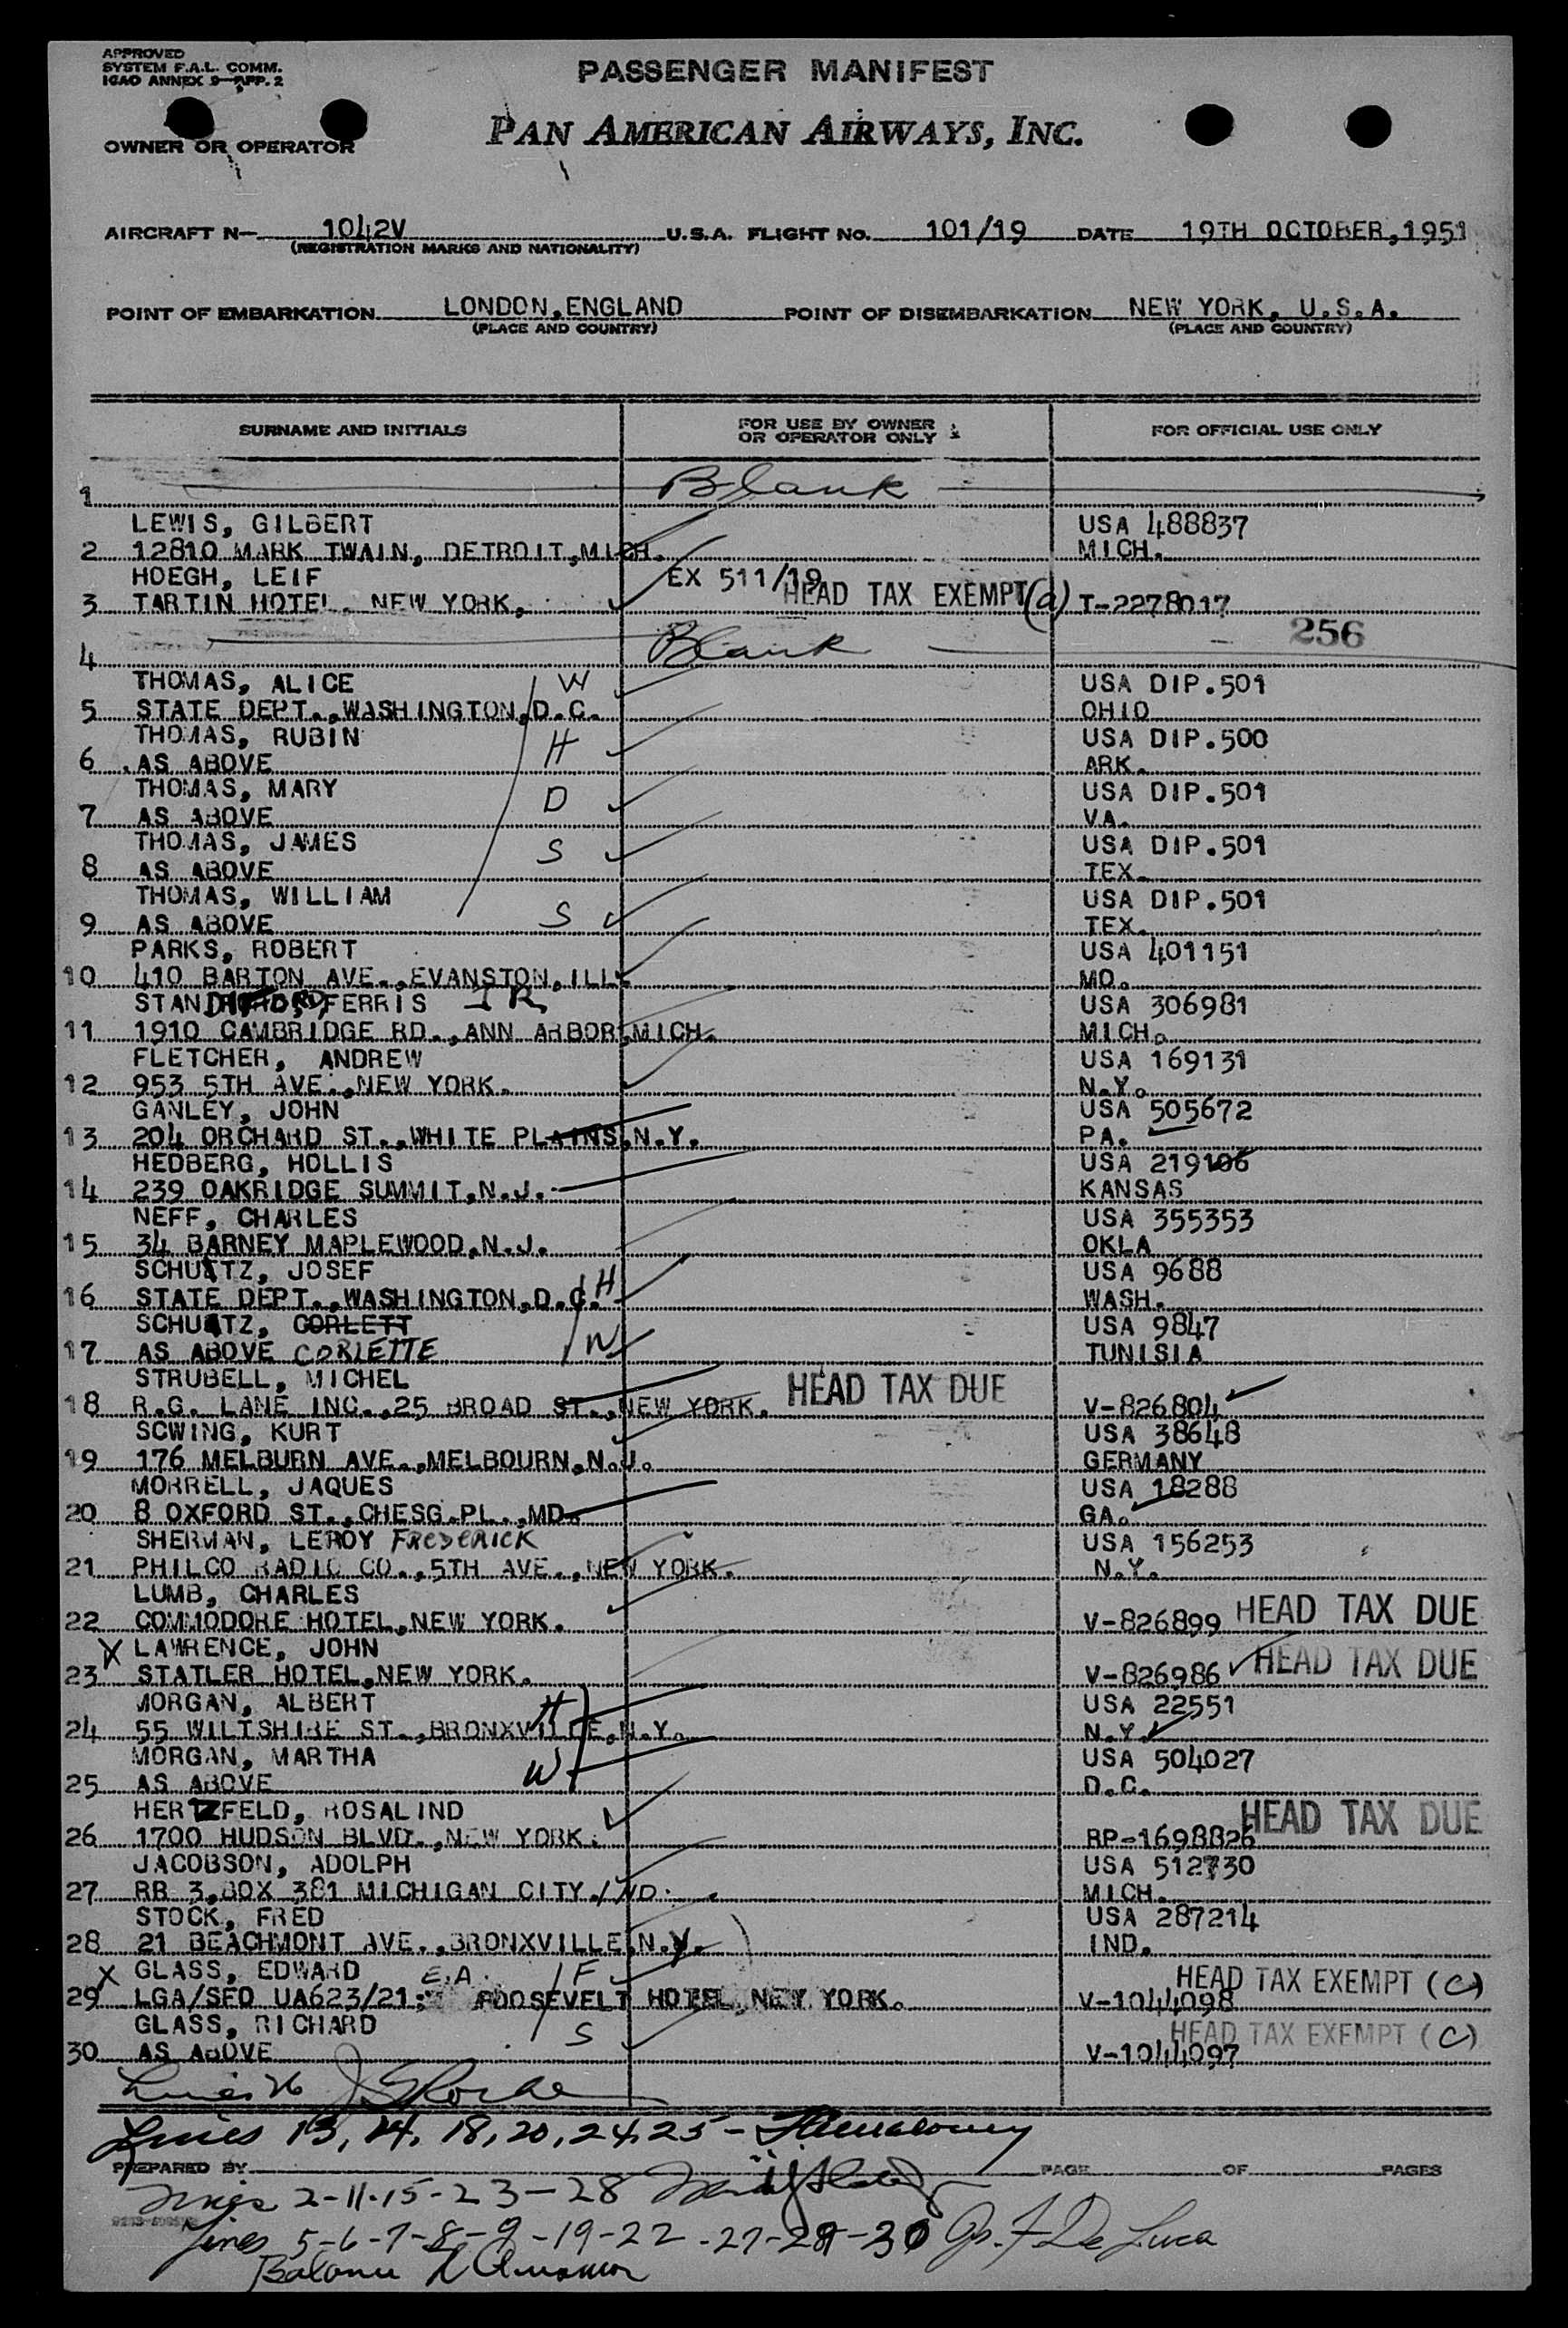 APPROVED
SYSTEM F.A.L. COMM.
ICAO ANNEX 9—APP. 2
PASSENGER MANIFEST
OWNER OR OPERATOR
PAN AMERICAN AIRWAYS, INC.
AIRCRAFT N— 1042V U.S.A. FLIGHT No. 101/19 DATE 19TH OCTOBER,1951
(REGISTRATION MARKS AND NATIONALITY)
POINT OF EMBARKATION LONDON,ENGLAND POINT OF DISEMBARKATION NEW YORK, U.S.A.
(PLACE AND COUNTRY) (PLACE AND COUNTRY)
SURNAME AND INITIALS FOR USE BY OWNER OR OPERATOR ONLY FOR OFFICIAL USE ONLY
1 Blank
LEWIS, GILBERT USA 488837
2 12810 MARK TWAIN, DETROIT,MICH. MICH.
HOEGH, LEIF EX 511/19 HEAD TAX EXEMPT (a)
3 TARTIN HOTEL, NEW YORK, T-2278017
256
4 Blank
THOMAS, ALICE W USA DIP.501
5 STATE DEPT.,WASHINGTON,D.C. OHIO
THOMAS, RUBIN H USA DIP.500
6 AS ABOVE ARK.
THOMAS, MARY D USA DIP.501
7 AS ABOVE VA.
THOMAS, JAMES S USA DIP.501
8 AS ABOVE TEX.
THOMAS, WILLIAM S USA DIP.501
9 AS ABOVE TEX.
PARKS, ROBERT USA 401151
10 410 BARTON AVE.,EVANSTON,ILL. MO.
FERRIS JR USA 306981
11 1910 CAMBRIDGE RD.,ANN ARBOR,MICH. MICH.
FLETCHER, ANDREW USA 169131
12 953 5TH AVE.,NEW YORK. N.Y.
GANLEY, JOHN USA 505672
13 204 ORCHARD ST.,WHITE PLAINS,N.Y. PA.
HEDBERG, HOLLIS USA 219106
14 239 OAKRIDGE SUMMIT,N.J. KANSAS
NEFF, CHARLES USA 355353
15 34 BARNEY MAPLEWOOD,N.J. OKLA
JOSEF USA 9688
16 STATE DEPT.,WASHINGTON,D.C. H WASH.
CORLETT USA 9847
17 AS ABOVE CORLETTE W TUNISIA
STRUBELL, MICHEL HEAD TAX DUE
18 R.G. LANE INC.,25 BROAD ST.,NEW YORK. V-826804
SCWING, KURT USA 38648
19 176 MELBURN AVE.,MELBOURN,N.J. GERMANY
MORRELL, JAQUES USA 18288
20 8 OXFORD ST.,CHESG.PL.,MD. GA.
SHERMAN, LEROY FREDERICK USA 156253
21 PHILCO RADIO CO.,5TH AVE.,NEW YORK. N.Y.
LUMB, CHARLES
22 COMMODORE HOTEL,NEW YORK. V-826899 HEAD TAX DUE
X LAWRENCE, JOHN
23 STATLER HOTEL,NEW YORK. V-826986 HEAD TAX DUE
MORGAN, ALBERT H USA 22551
24 55 WILTSHIRE ST.,BRONXVILLE,N.Y. N.Y.
MORGAN, MARTHA W USA 504027
25 AS ABOVE D.C.
HERTZFELD, ROSALIND HEAD TAX DUE
26 1700 HUDSON BLVD.,NEW YORK. RP-1698826
JACOBSON, ADOLPH USA 512730
27 RR 3,BOX 381 MICHIGAN CITY,IND. MICH.
STOCK, FRED USA 287214
28 21 BEACHMONT AVE.,BRONXVILLE,N.Y. IND.
X GLASS, EDWARD E.A. F HEAD TAX EXEMPT (C)
29 LGA/SFO UA623/21 ROOSEVELT HOTEL,NEW YORK. V-1044098
GLASS, RICHARD S HEAD TAX EXEMPT (C)
30 AS ABOVE V-1044097
Lines 26
Lines 13, 14, 18, 20, 24, 25 -
PREPARED BY PAGE OF PAGES
2-11-15-23-28
Lines 5-6-7-8-9-19-22-27-29-30 De Luca
Balance